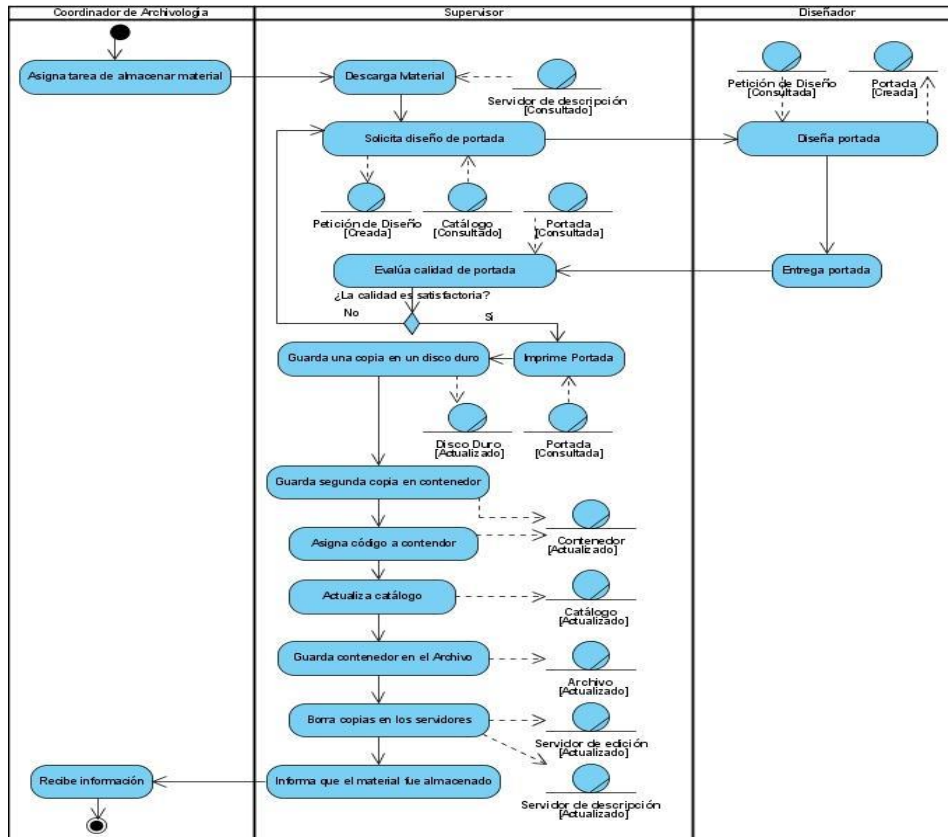 Coordinador de Archivología
Supervisor
Diseñador
Asigna tarea de almacenar material
Descarga Material
Servidor de descripción
[Consultado]
Petición de Diseño
[Consultada]
Portada
[Creada]
Solicita diseño de portada
Diseña portada
Petición de Diseño
[Creada]
Catálogo
[Consultado]
Portada
[Consultada]
Evalúa calidad de portada
Entrega portada
¿La calidad es satisfactoria?
No
Sí
Guarda una copia en un disco duro
Imprime Portada
Disco Duro
[Actualizado]
Portada
[Consultada]
Guarda segunda copia en contenedor
Asigna código a contendor
Contenedor
[Actualizado]
Actualiza catálogo
Catálogo
[Actualizado]
Guarda contenedor en el Archivo
Archivo
[Actualizado]
Borra copias en los servidores
Servidor de edición
[Actualizado]
Recibe información
Informa que el material fue almacenado
Servidor de descripción
[Actualizado]